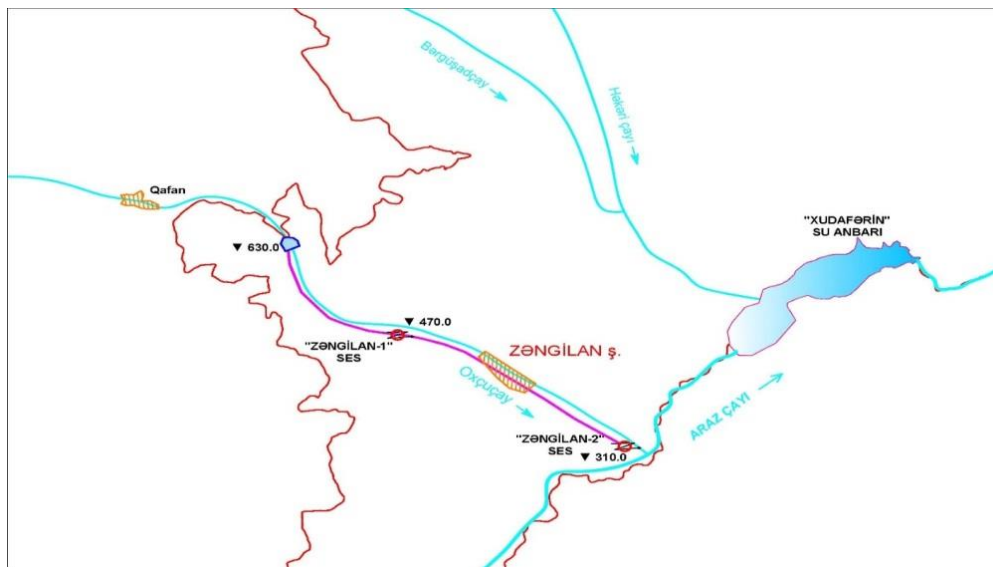 Bərgüşadçay
Həkəri çayı
Qafan
"XUDAFƏRİN"
SU ANBARI
▼ 630.0
▼ 470.0
"ZƏNGİLAN-1"
SES
ZƏNGİLAN ş.
Oxçuçay
ARAZ ÇAYI
"ZƏNGİLAN-2"
SES
▼ 310.0